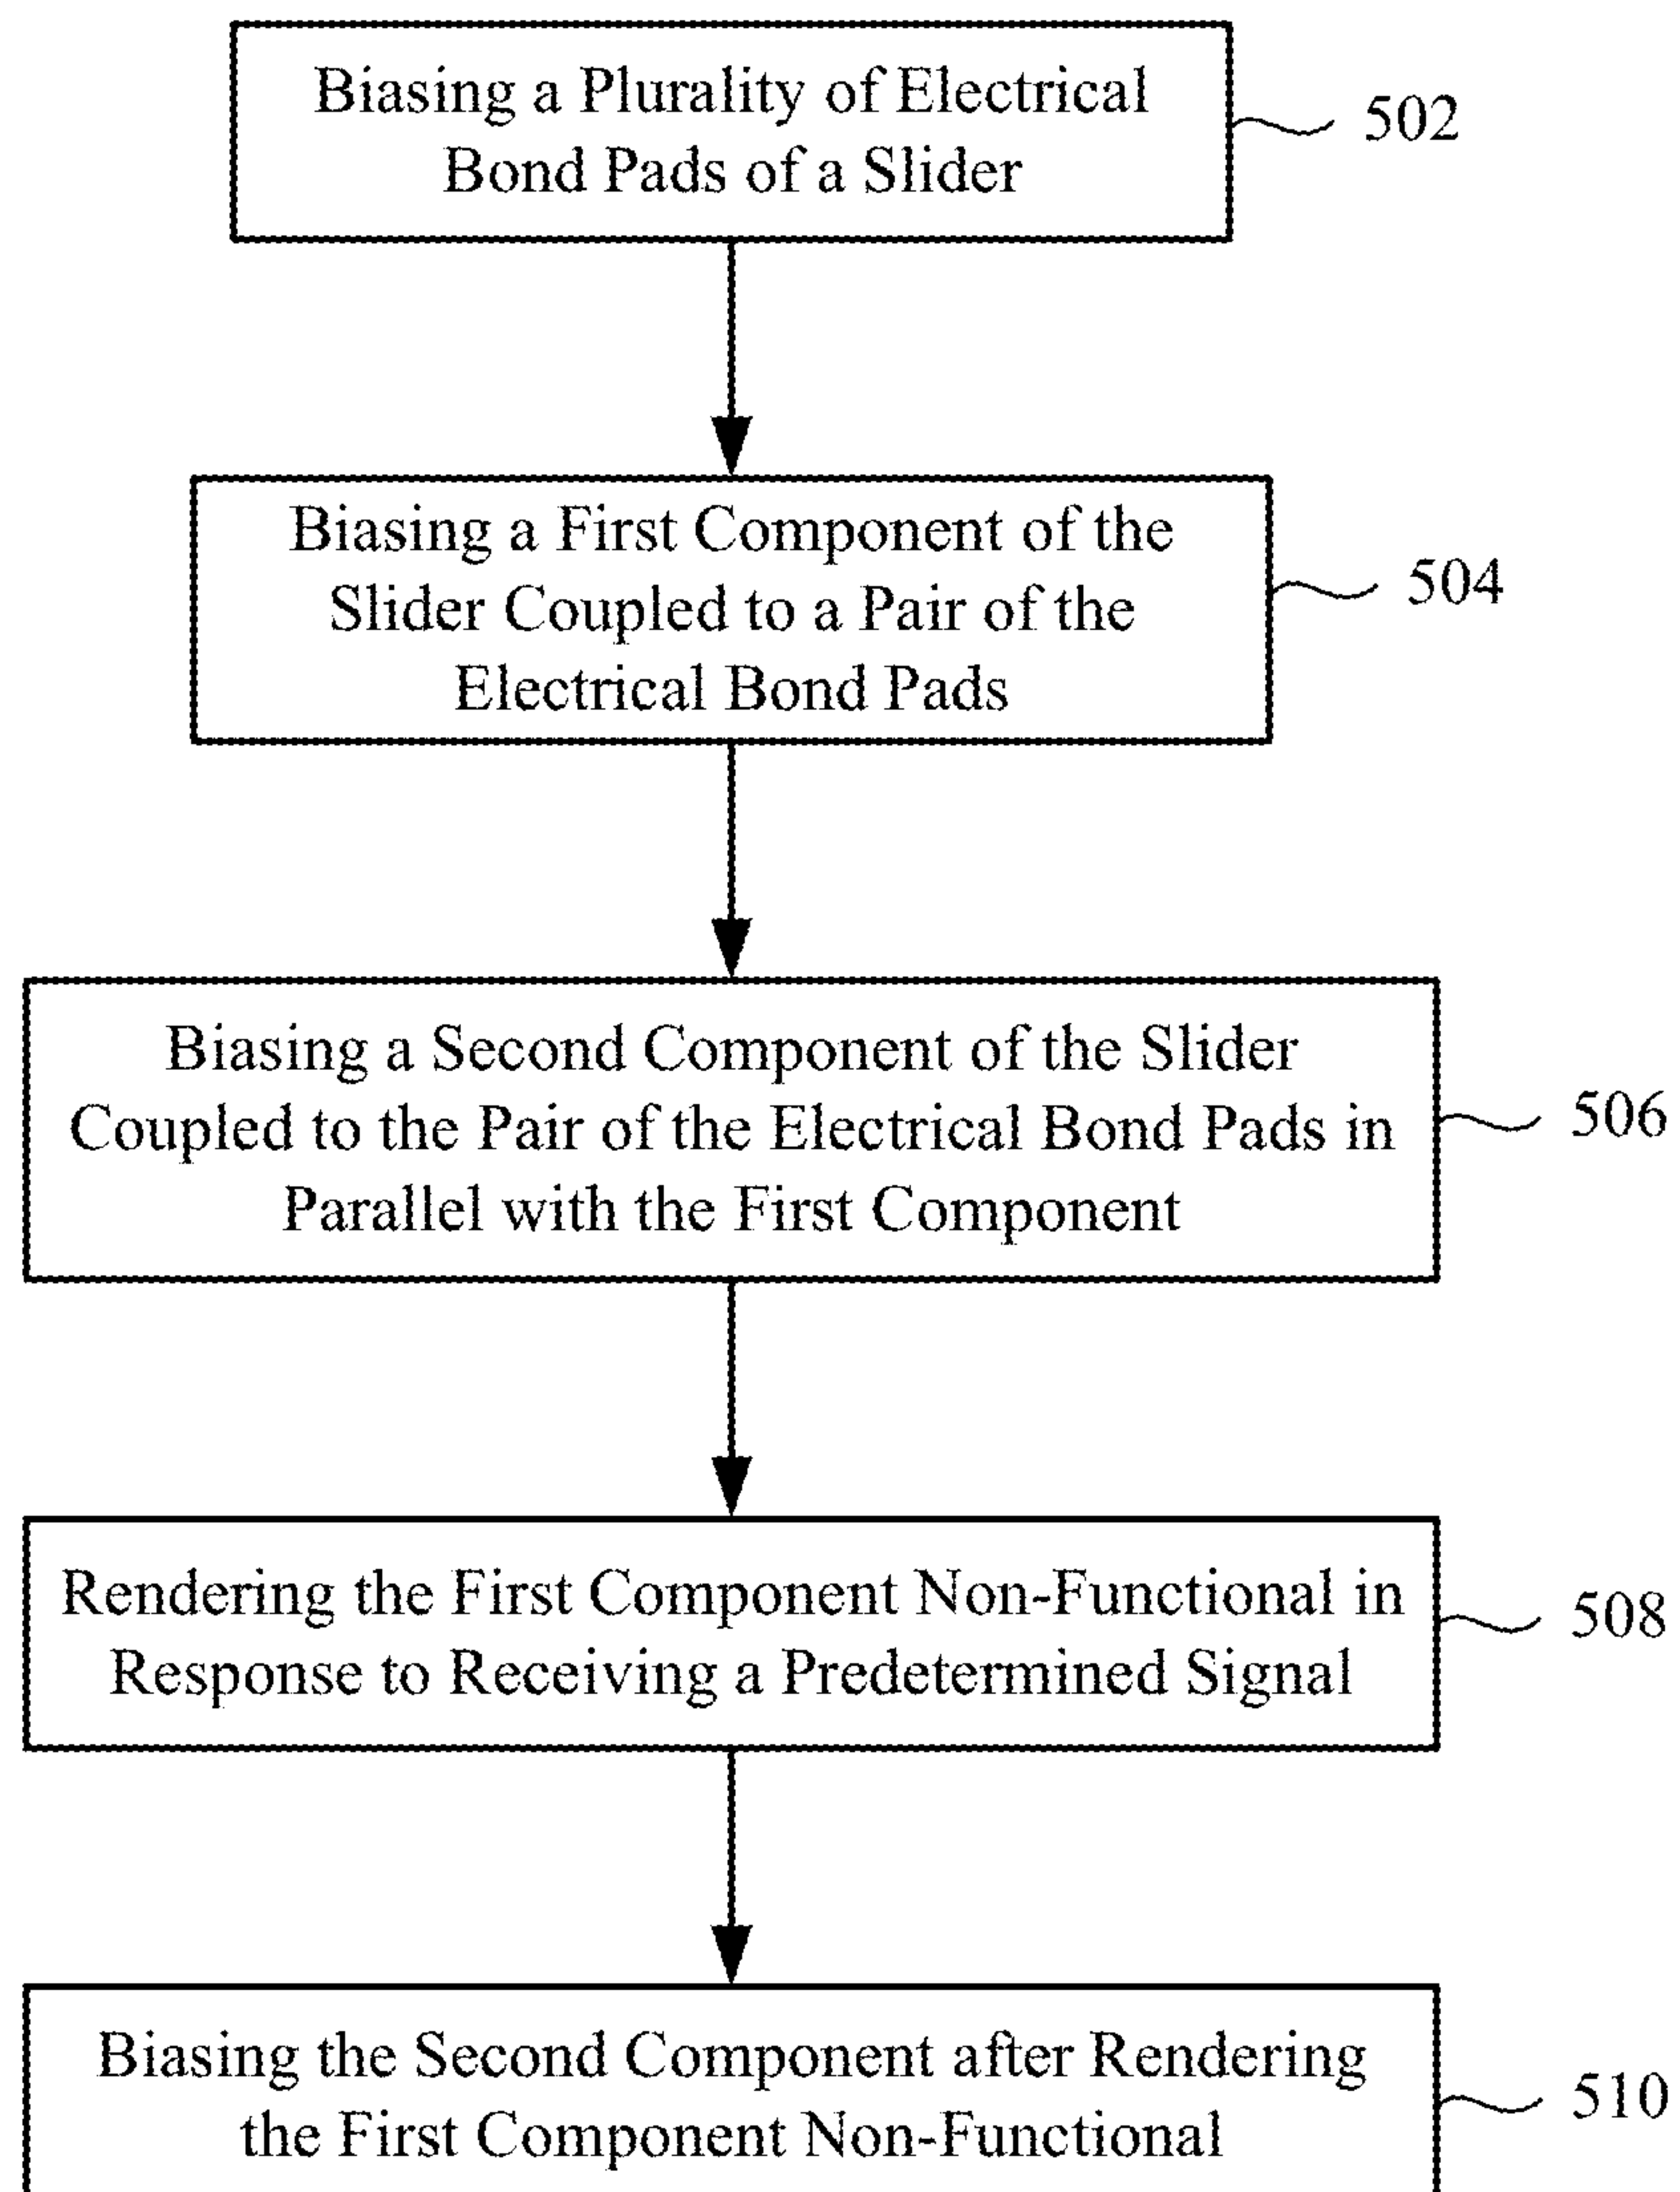 Biasing a Plurality of Electrical
Bond Pads of a Slider
502
Biasing a First Component of the
Slider Coupled to a Pair of the
Electrical Bond Pads
504
Biasing a Second Component of the Slider
Coupled to the Pair of the Electrical Bond Pads in
Parallel with the First Component
506
Rendering the First Component Non-Functional in
Response to Receiving a Predetermined Signal
508
Biasing the Second Component after Rendering
the First Component Non-Functional
510